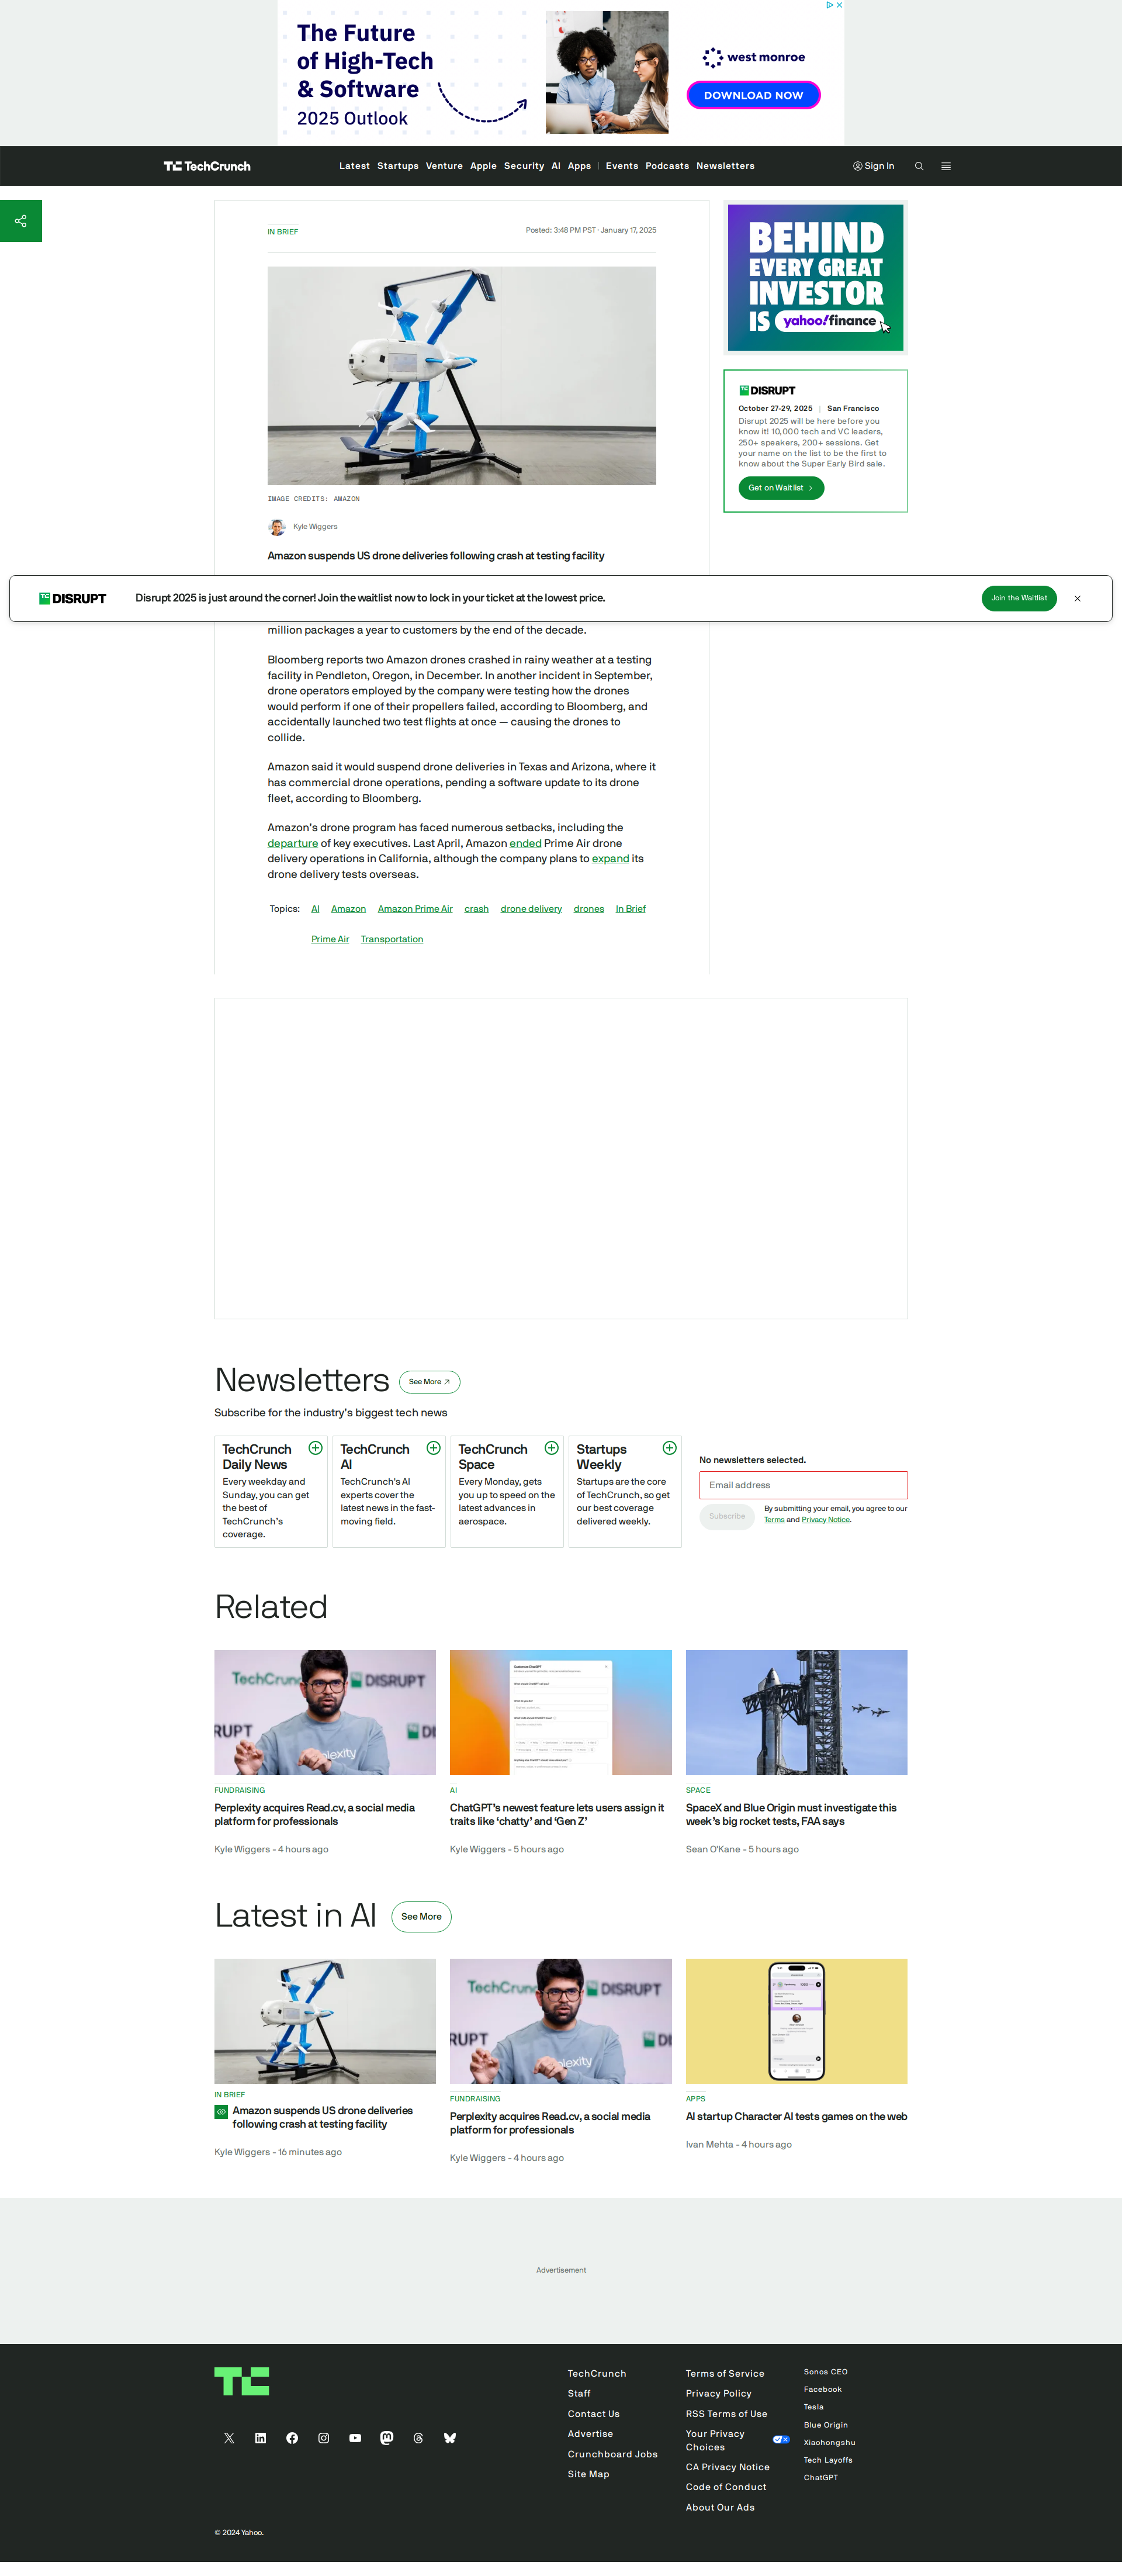 The Future
of High-Tech
& Software
2025 Outlook
west monroe
DOWNLOAD NOW
TechCrunch
Latest Startups Venture Apple Security AI Apps | Events Podcasts Newsletters
Sign In
IN BRIEF
Posted: 3:48 PM PST · January 17, 2025
IMAGE CREDITS: AMAZON
Kyle Wiggers
Amazon suspends US drone deliveries following crash at testing facility
BEHIND
EVERY GREAT
INVESTOR
IS yahoo!finance
TC DISRUPT
October 27-29, 2025 | San Francisco
Disrupt 2025 will be here before you
know it! 10,000 tech and VC leaders,
250+ speakers, 200+ sessions. Get
your name on the list to be the first to
know about the Super Early Bird sale.
Get on Waitlist
TC DISRUPT
Disrupt 2025 is just around the corner! Join the waitlist now to lock in your ticket at the lowest price.
Join the Waitlist
million packages a year to customers by the end of the decade.
Bloomberg reports two Amazon drones crashed in rainy weather at a testing
facility in Pendleton, Oregon, in December. In another incident in September,
drone operators employed by the company were testing how the drones
would perform if one of their propellers failed, according to Bloomberg, and
accidentally launched two test flights at once — causing the drones to
collide.
Amazon said it would suspend drone deliveries in Texas and Arizona, where it
has commercial drone operations, pending a software update to its drone
fleet, according to Bloomberg.
Amazon's drone program has faced numerous setbacks, including the
departure of key executives. Last April, Amazon ended Prime Air drone
delivery operations in California, although the company plans to expand its
drone delivery tests overseas.
Topics: AI Amazon Amazon Prime Air crash drone delivery drones In Brief
Prime Air Transportation
Newsletters
See More
Subscribe for the industry's biggest tech news
TechCrunch
Daily News
Every weekday and
Sunday, you can get
the best of
TechCrunch's
coverage.
TechCrunch
AI
TechCrunch's AI
experts cover the
latest news in the fast-
moving field.
TechCrunch
Space
Every Monday, gets
you up to speed on the
latest advances in
aerospace.
Startups
Weekly
Startups are the core
of TechCrunch, so get
our best coverage
delivered weekly.
No newsletters selected.
Email address
Subscribe
By submitting your email, you agree to our
Terms and Privacy Notice.
Related
FUNDRAISING
Perplexity acquires Read.cv, a social media
platform for professionals
Kyle Wiggers - 4 hours ago
Customize ChatGPT
AI
ChatGPT's newest feature lets users assign it
traits like 'chatty' and 'Gen Z'
Kyle Wiggers - 5 hours ago
SPACE
SpaceX and Blue Origin must investigate this
week's big rocket tests, FAA says
Sean O'Kane - 5 hours ago
Latest in AI
See More
IN BRIEF
Amazon suspends US drone deliveries
following crash at testing facility
Kyle Wiggers - 16 minutes ago
FUNDRAISING
Perplexity acquires Read.cv, a social media
platform for professionals
Kyle Wiggers - 4 hours ago
APPS
AI startup Character AI tests games on the web
Ivan Mehta - 4 hours ago
Advertisement
TC
TechCrunch
Staff
Contact Us
Advertise
Crunchboard Jobs
Site Map
Terms of Service
Privacy Policy
RSS Terms of Use
Your Privacy
Choices
CA Privacy Notice
Code of Conduct
About Our Ads
Sonos CEO
Facebook
Tesla
Blue Origin
Xiaohongshu
Tech Layoffs
ChatGPT
© 2024 Yahoo.